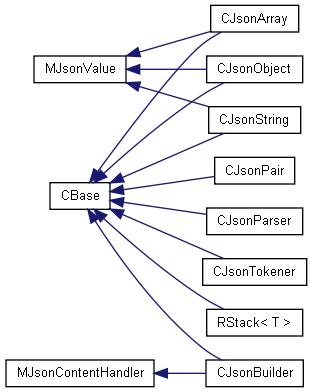 CJsonArray
MJsonValue
CJsonObject
CJsonString
CJsonPair
CBase
CJsonParser
CJsonTokener
RStack< T >
MJsonContentHandler
CJsonBuilder